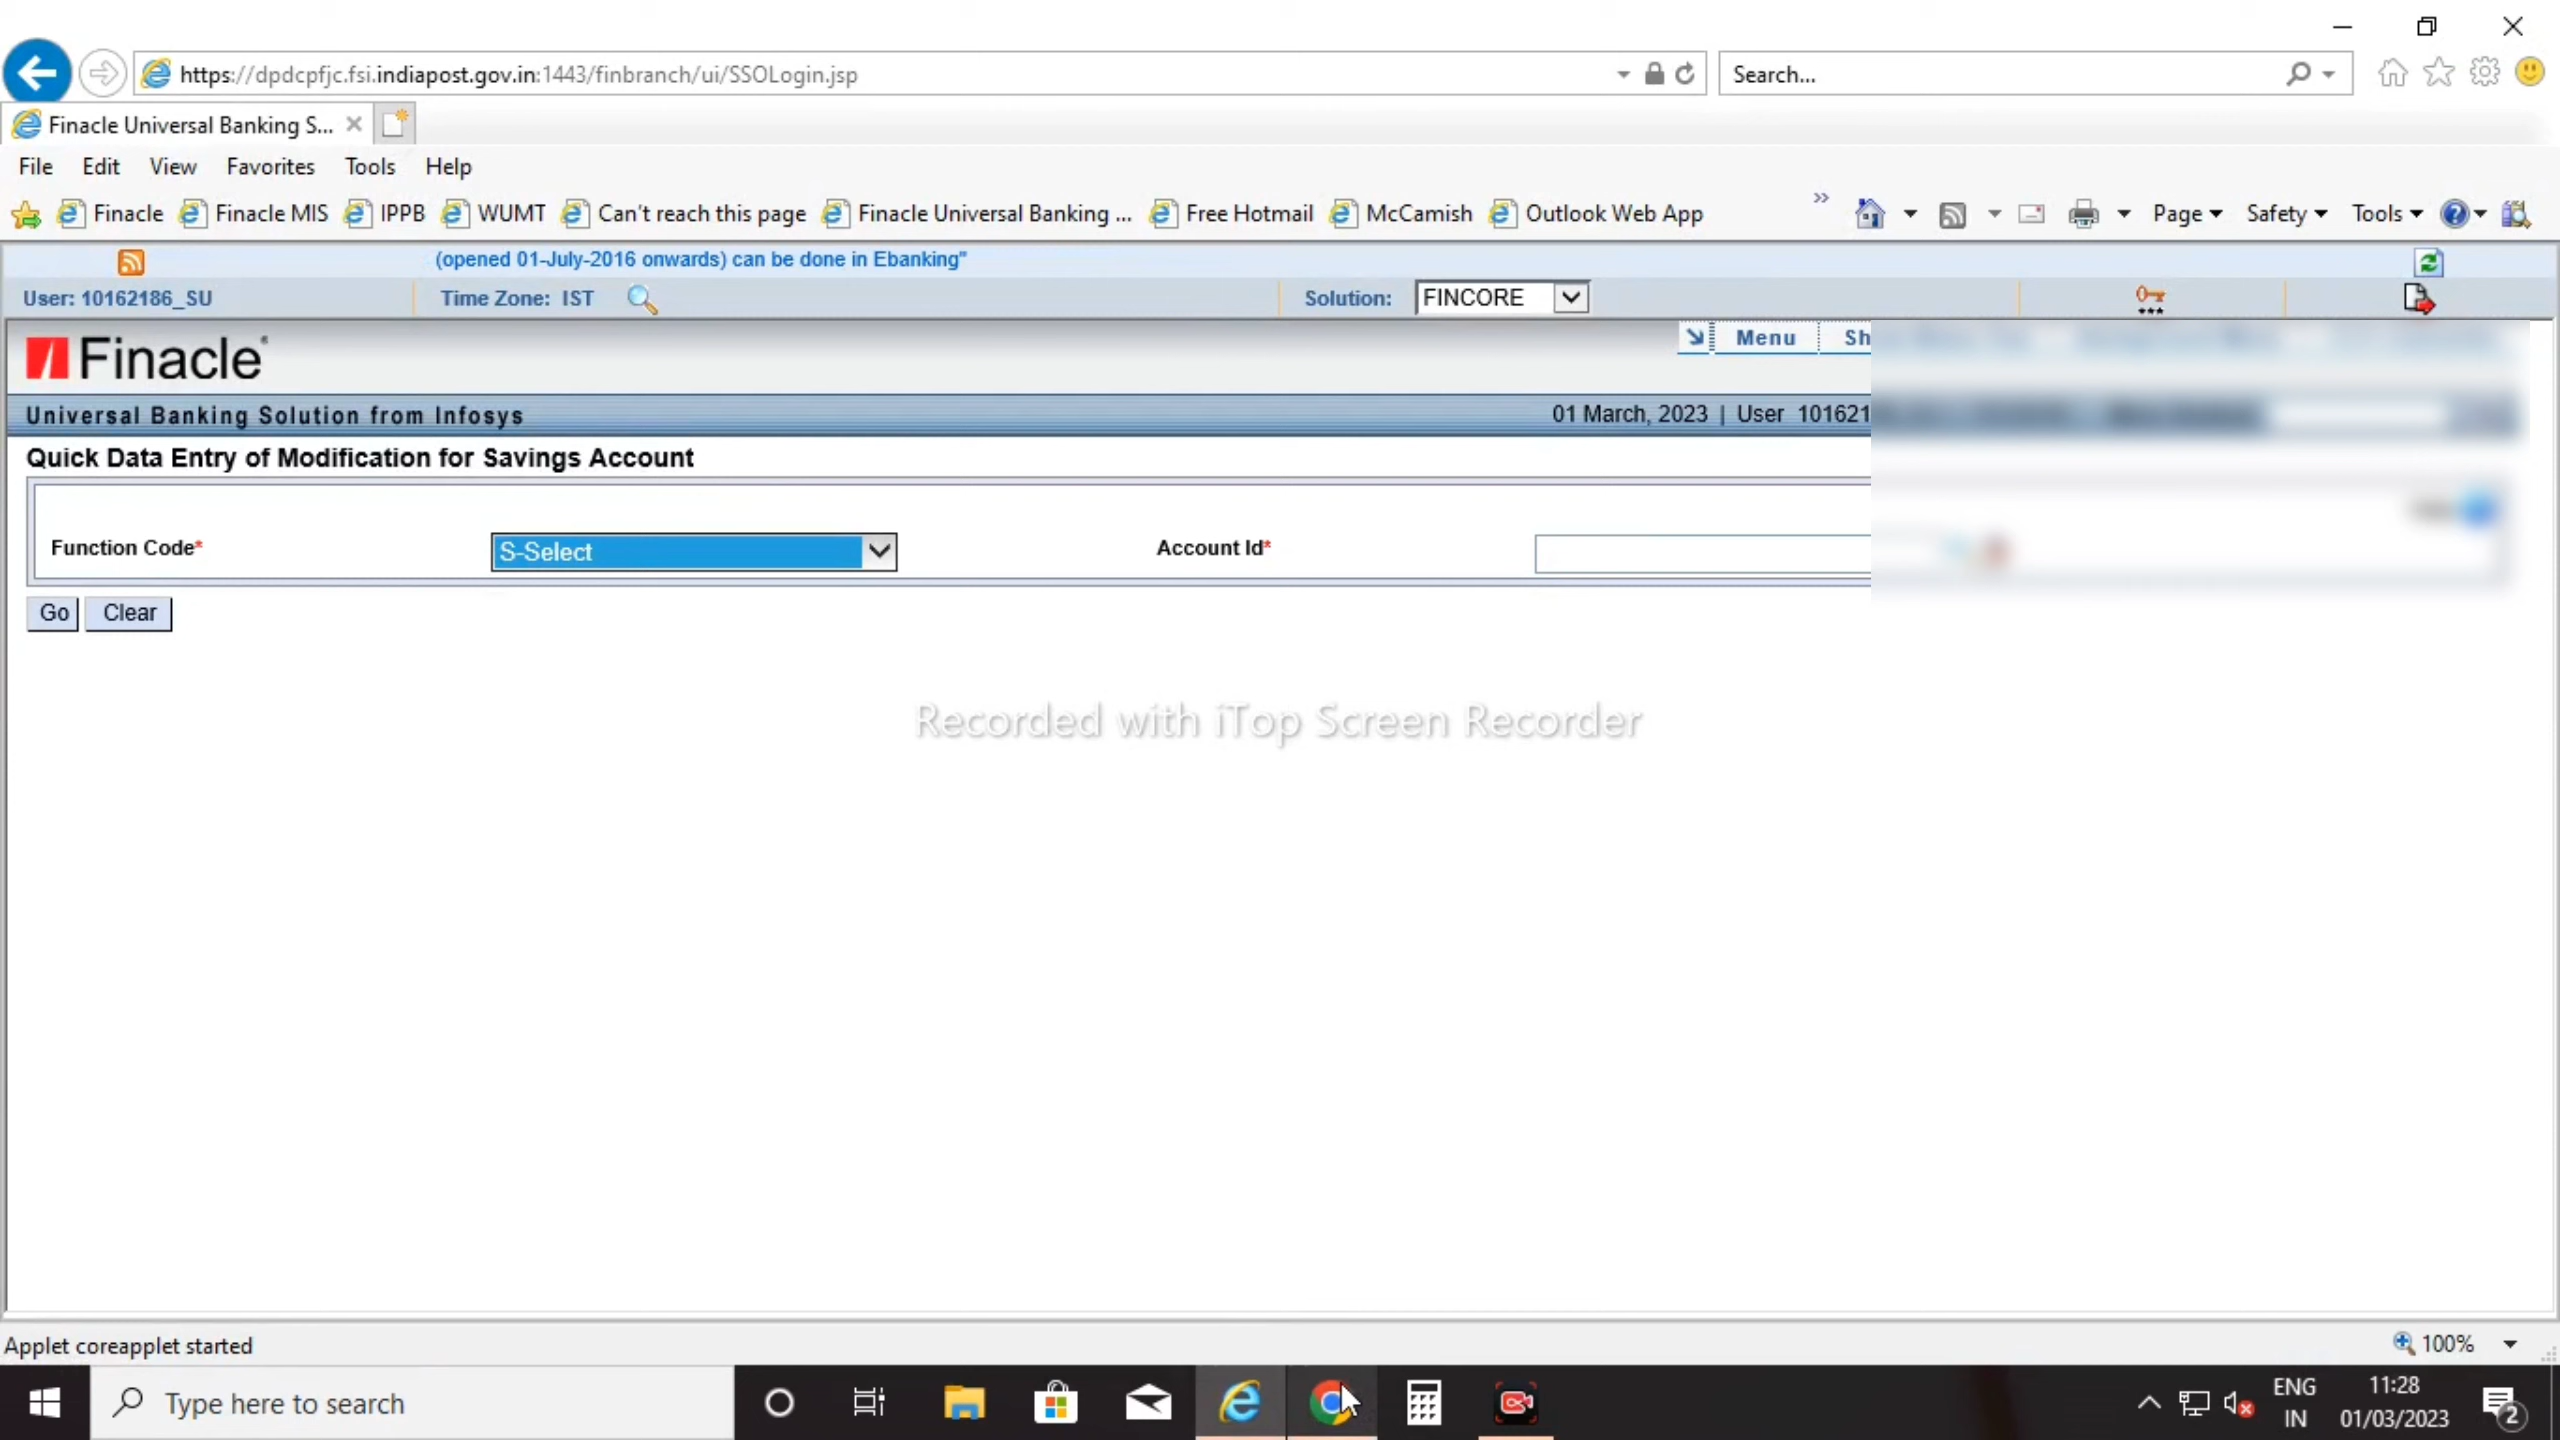 https://dpdcpfjc.fsi.indiapost.gov.in:1443/finbranch/ui/SSOLogin.jsp Search...
Finacle Universal Banking S...
File Edit View Favorites Tools Help
Finacle Finacle MIS IPPB WUMT Can't reach this page Finacle Universal Banking ... Free Hotmail McCamish Outlook Web App » Page Safety Tools
(opened 01-July-2016 onwards) can be done in Ebanking"
User: 10162186_SU Time Zone: IST Solution: FINCORE
Finacle
Menu Sh
Universal Banking Solution from Infosys 01 March, 2023 | User 101621
Quick Data Entry of Modification for Savings Account
Function Code* S-Select Account Id*
Go Clear
Recorded with iTop Screen Recorder
Applet coreapplet started 100%
Type here to search
ENG 11:28
IN 01/03/2023 2